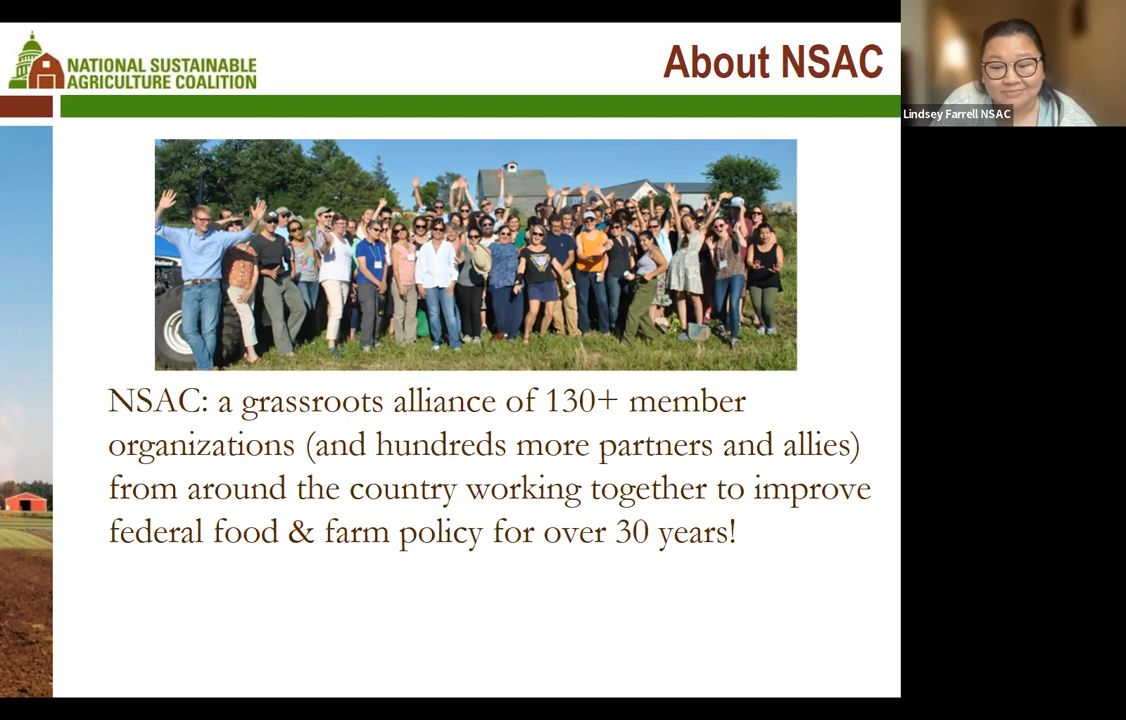 NATIONAL SUSTAINABLE
AGRICULTURE COALITION
About NSAC
Lindsey Farrell NSAC
NSAC: a grassroots alliance of 130+ member
organizations (and hundreds more partners and allies)
from around the country working together to improve
federal food & farm policy for over 30 years!